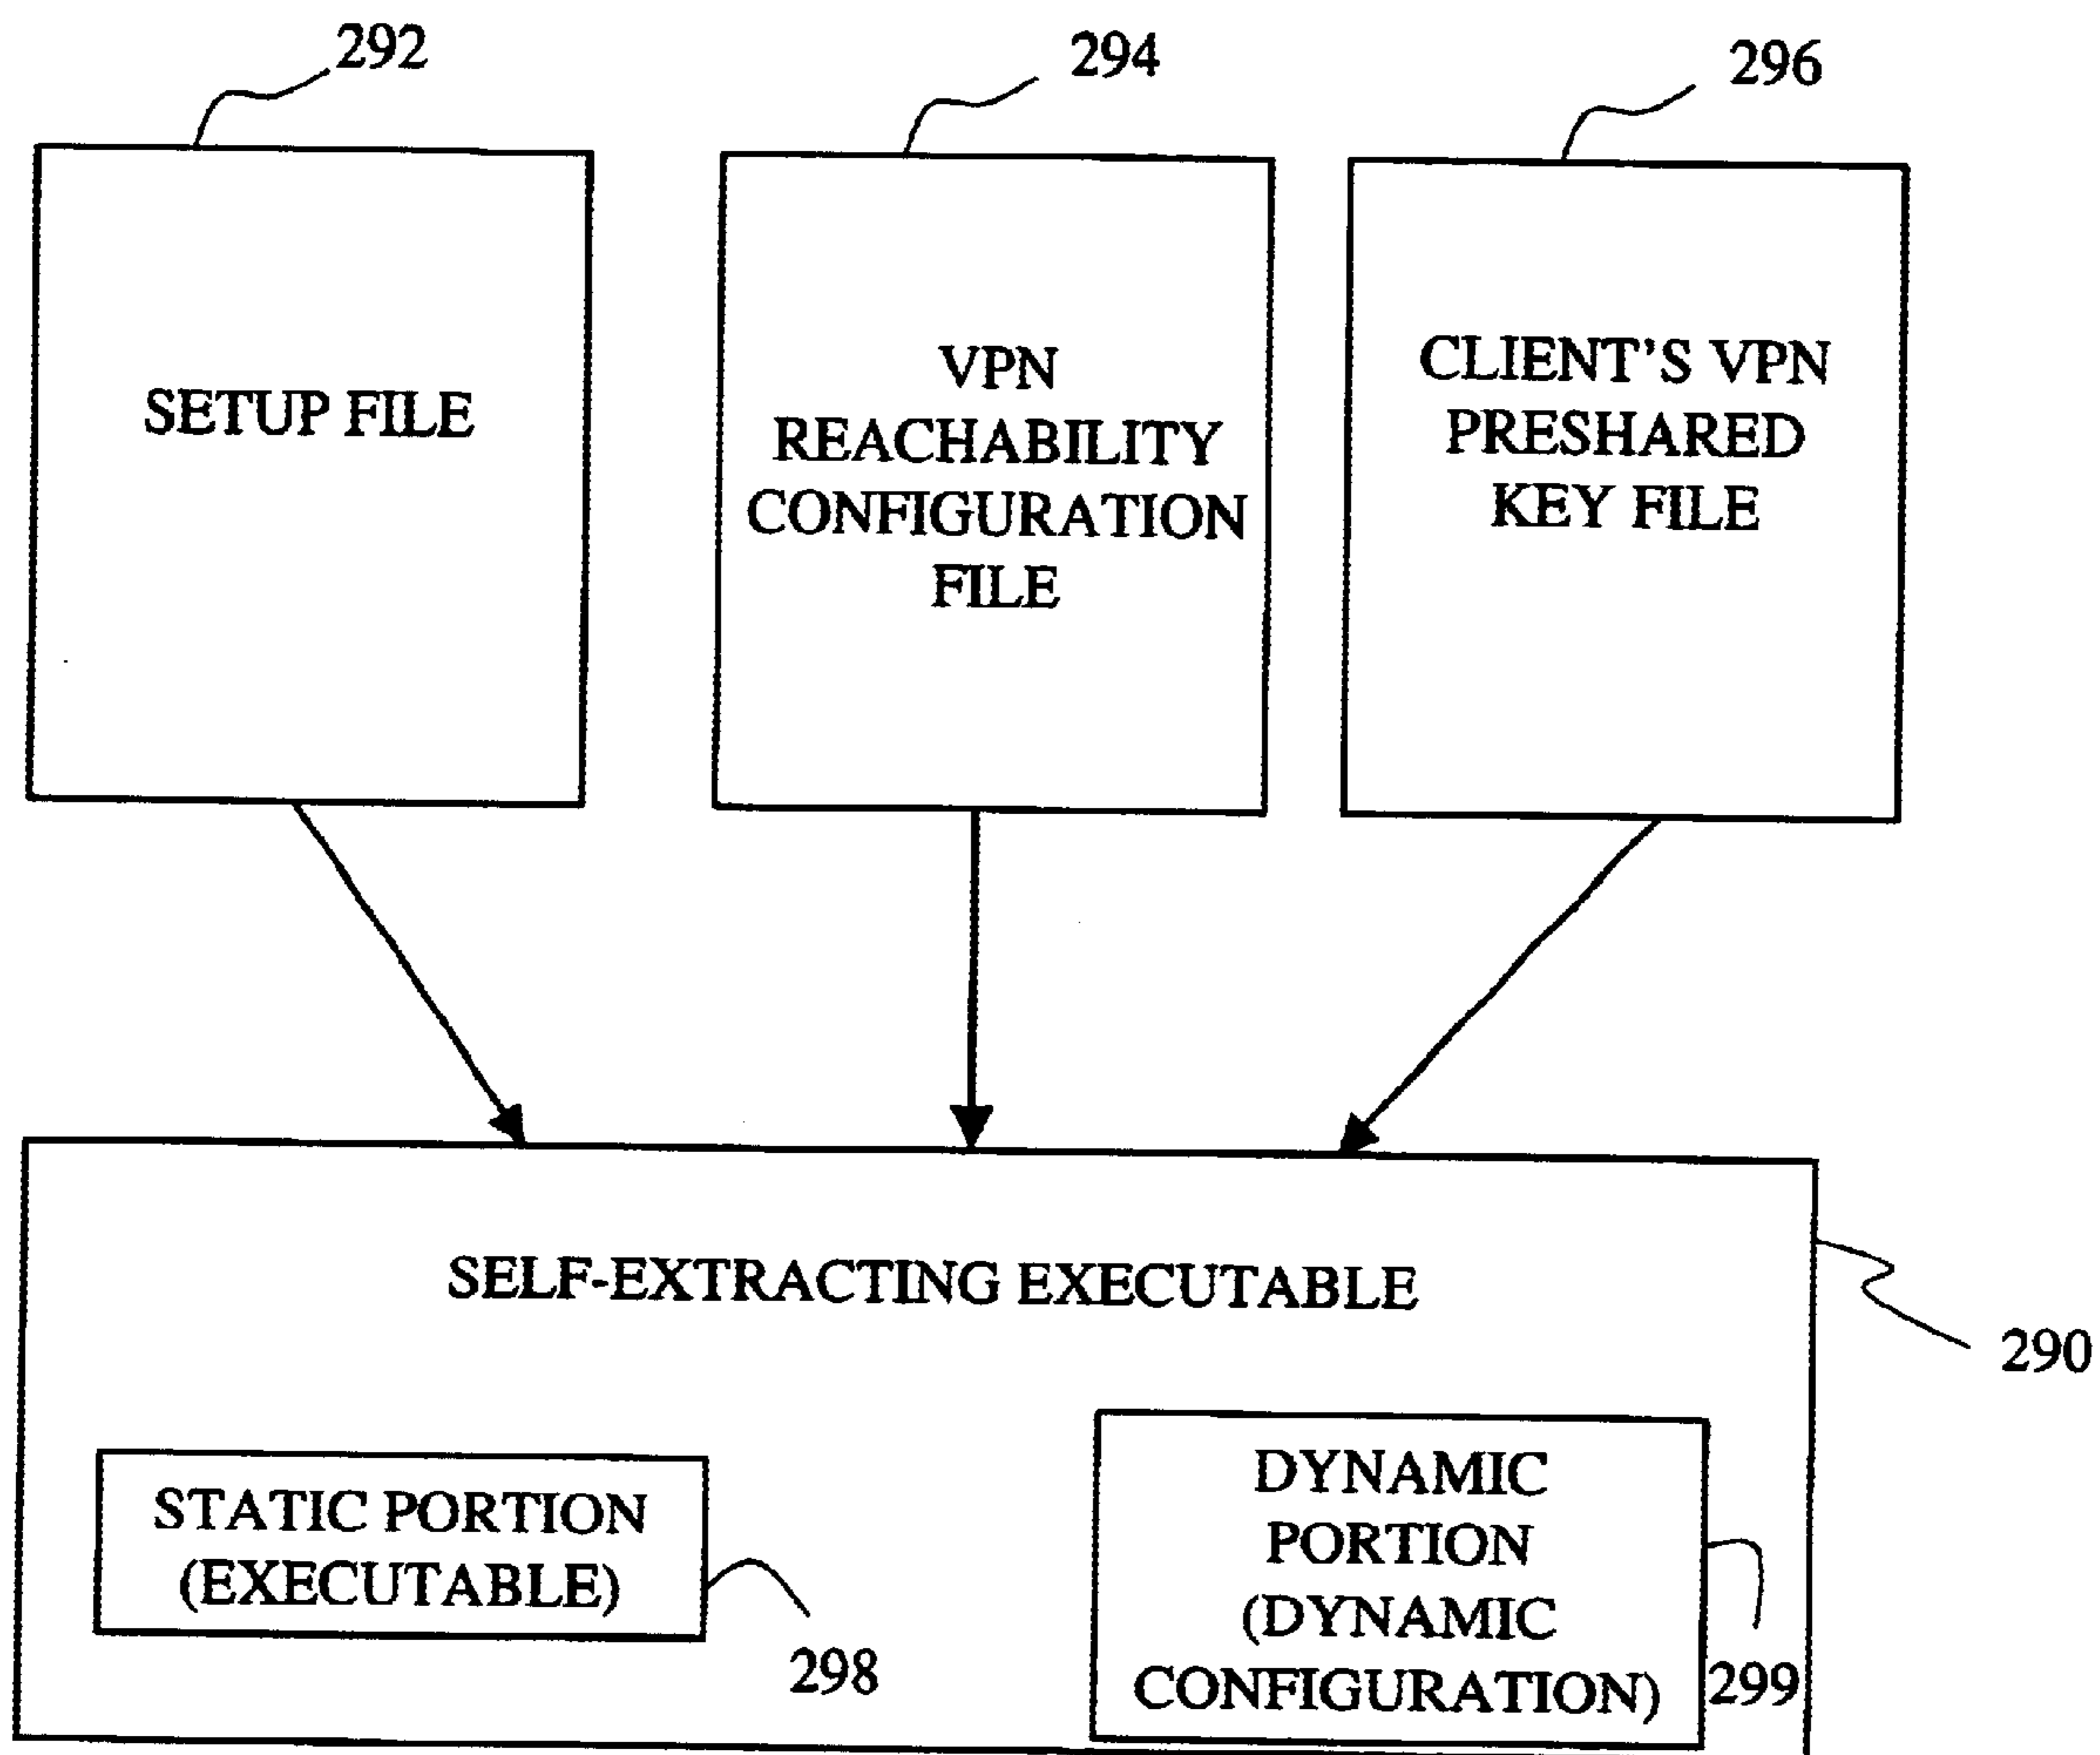 292
294
296
SETUP FILE
VPN
REACHABILITY
CONFIGURATION
FILE
CLIENT'S VPN
PRESHARED
KEY FILE
SELF-EXTRACTING EXECUTABLE
290
STATIC PORTION
(EXECUTABLE)
298
DYNAMIC
PORTION
(DYNAMIC
CONFIGURATION)
299